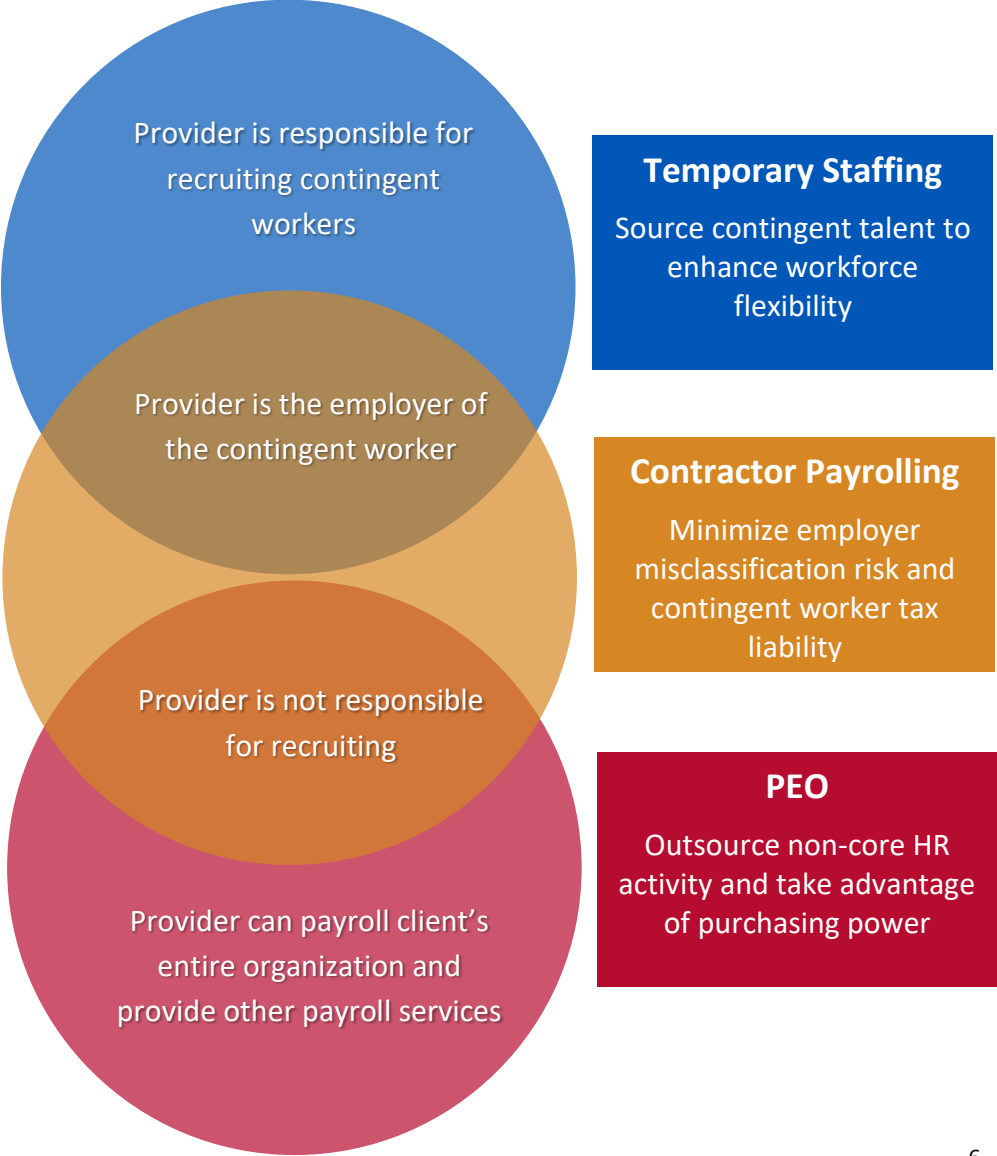 Provider is responsible for
recruiting contingent
workers
Temporary Staffing
Source contingent talent to
enhance workforce
flexibility
Provider is the employer of
the contingent worker
Contractor Payrolling
Minimize employer
misclassification risk and
contingent worker tax
liability
Provider is not responsible
for recruiting
PEO
Outsource non-core HR
activity and take advantage
of purchasing power
Provider can payroll client's
entire organization and
provide other payroll services